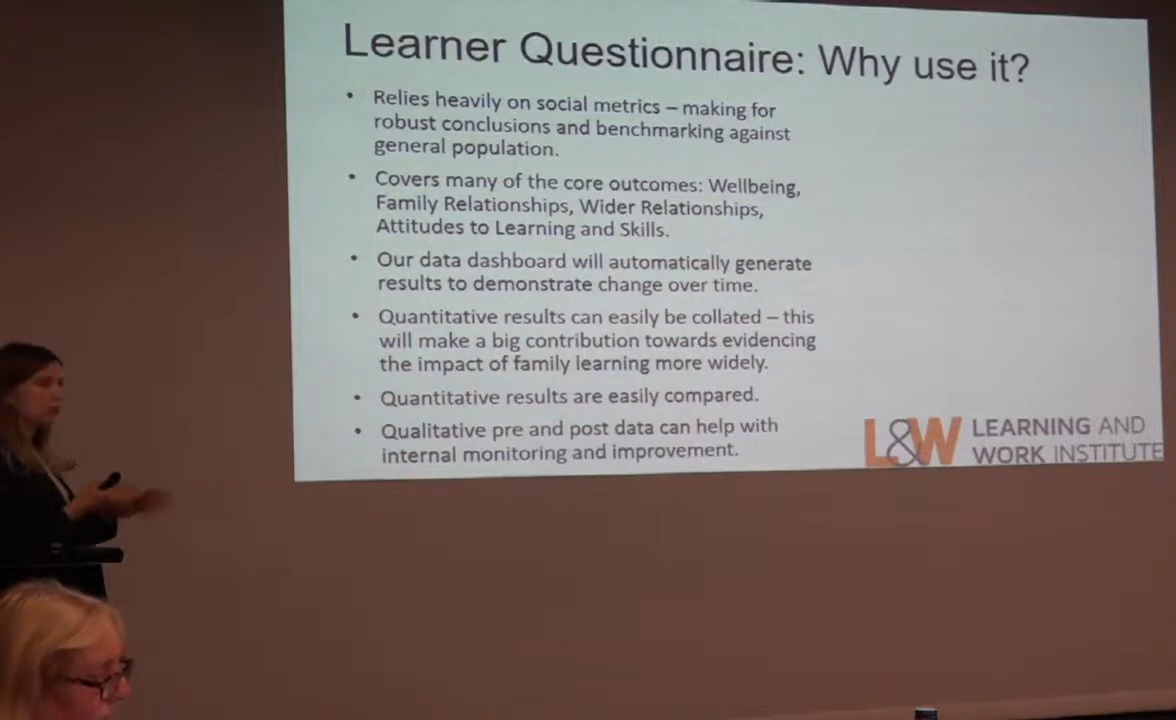 Learner Questionnaire: Why use it?
• Relies heavily on social metrics – making for
robust conclusions and benchmarking against
general population.
• Covers many of the core outcomes: Wellbeing,
Family Relationships, Wider Relationships,
Attitudes to Learning and Skills.
• Our data dashboard will automatically generate
results to demonstrate change over time.
• Quantitative results can easily be collated – this
will make a big contribution towards evidencing
the impact of family learning more widely.
• Quantitative results are easily compared.
• Qualitative pre and post data can help with
internal monitoring and improvement.
L&W LEARNING AND
WORK INSTITUTE